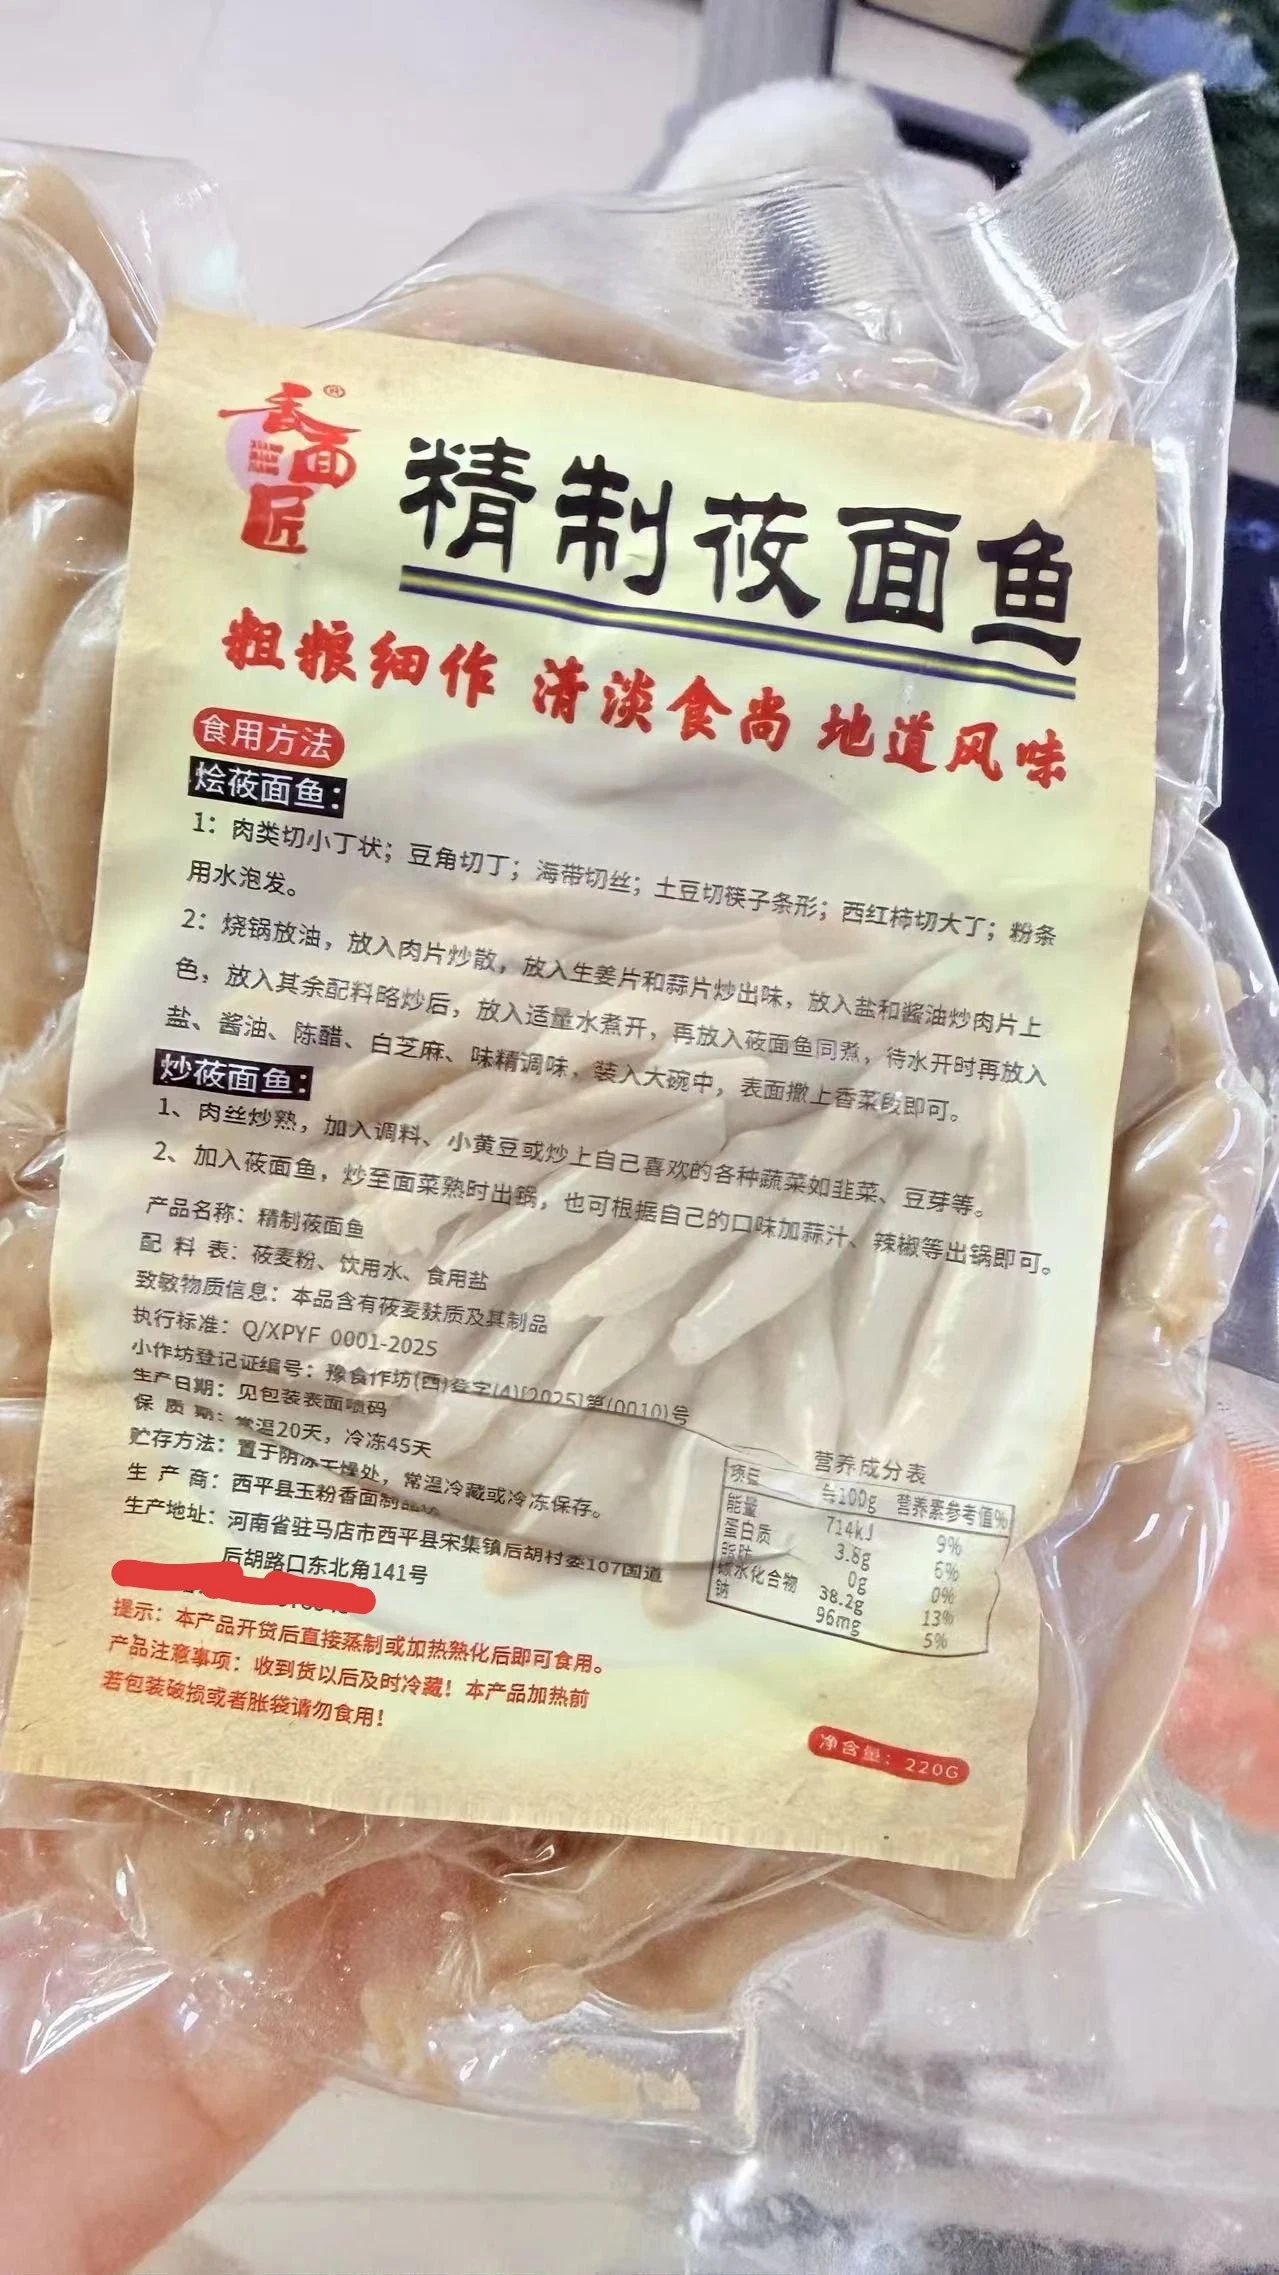 香面匠®
XIANG MIAN JIANG
精制莜面鱼
粗粮细作 清淡食尚 地道风味
食用方法
烩莜面鱼：
1：肉类切小丁状；豆角切丁；海带切丝；土豆切筷子条形；西红柿切大丁；粉条
用水泡发。
2：烧锅放油，放入肉片炒散，放入生姜片和蒜片炒出味，放入盐和酱油炒肉片上
色，放入其余配料略炒后，放入适量水煮开，再放入莜面鱼同煮，待水开时再放入
盐、酱油、陈醋、白芝麻、味精调味，装入大碗中，表面撒上香菜段即可。
炒莜面鱼：
1、肉丝炒熟，加入调料、小黄豆或炒上自己喜欢的各种蔬菜如韭菜、豆芽等。
2、加入莜面鱼，炒至面菜熟时出锅，也可根据自己的口味加蒜汁、辣椒等出锅即可。
产品名称：精制莜面鱼
配 料 表：莜麦粉、饮用水、食用盐
致敏物质信息：本品含有莜麦麸质及其制品
执行标准：Q/XPYF 0001-2025
小作坊登记证编号：豫食作坊(西)登字(4)[2025]第(0010)号
生产日期：见包装表面喷码
保 质 期：常温20天，冷冻45天
贮存方法：置于阴凉干燥处，常温冷藏或冷冻保存。
生 产 商：西平县玉粉香面制品
生产地址：河南省驻马店市西平县宋集镇后胡村委107国道
后胡路口东北角141号
提示：本产品开贷后直接蒸制或加热熟化后即可食用。
产品注意事项：收到货以后及时冷藏！本产品加热前
若包装破损或者胀袋请勿食用！
营养成分表
项目 每100g 营养素参考值%
能量 714kJ 9%
蛋白质 3.8g 6%
脂肪 0g 0%
碳水化合物 38.2g 13%
钠 96mg 5%
净含量：220G